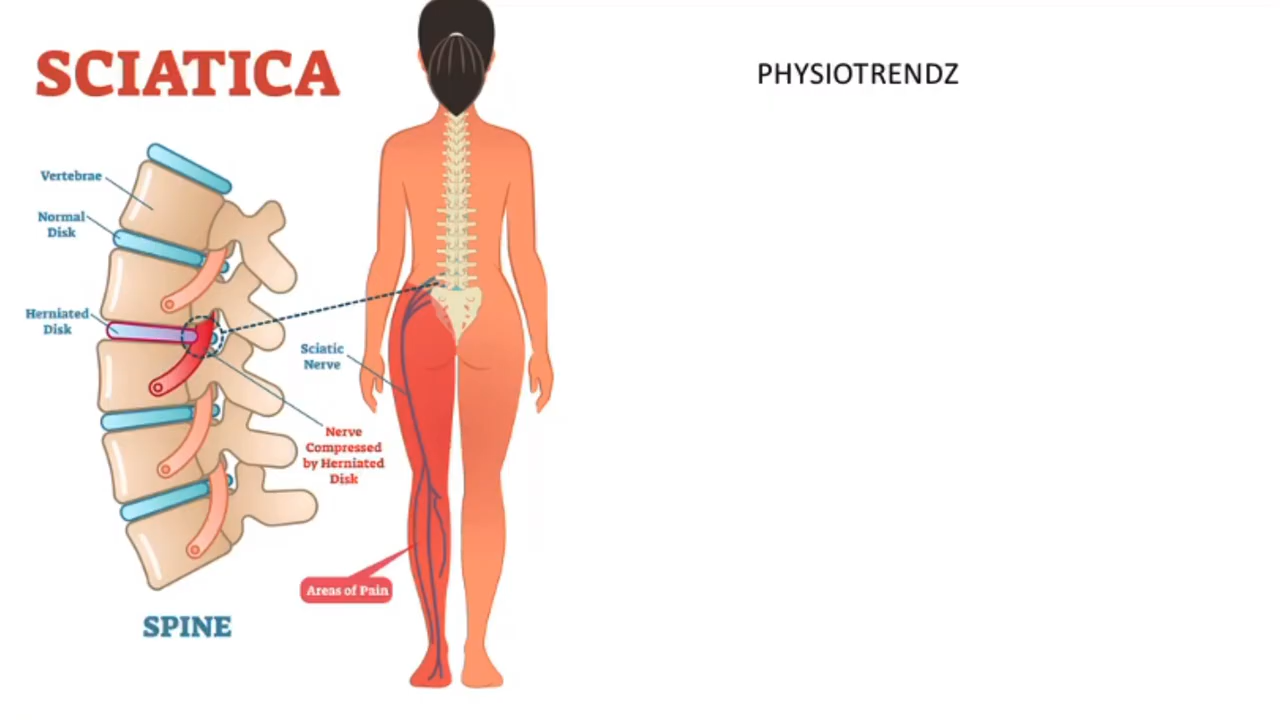 SCIATICA
PHYSIOTRENDZ
Vertebrae
Normal
Disk
Herniated
Disk
Sciatic
Nerve
Nerve
Compressed
by Herniated
Disk
Areas of Pain
SPINE